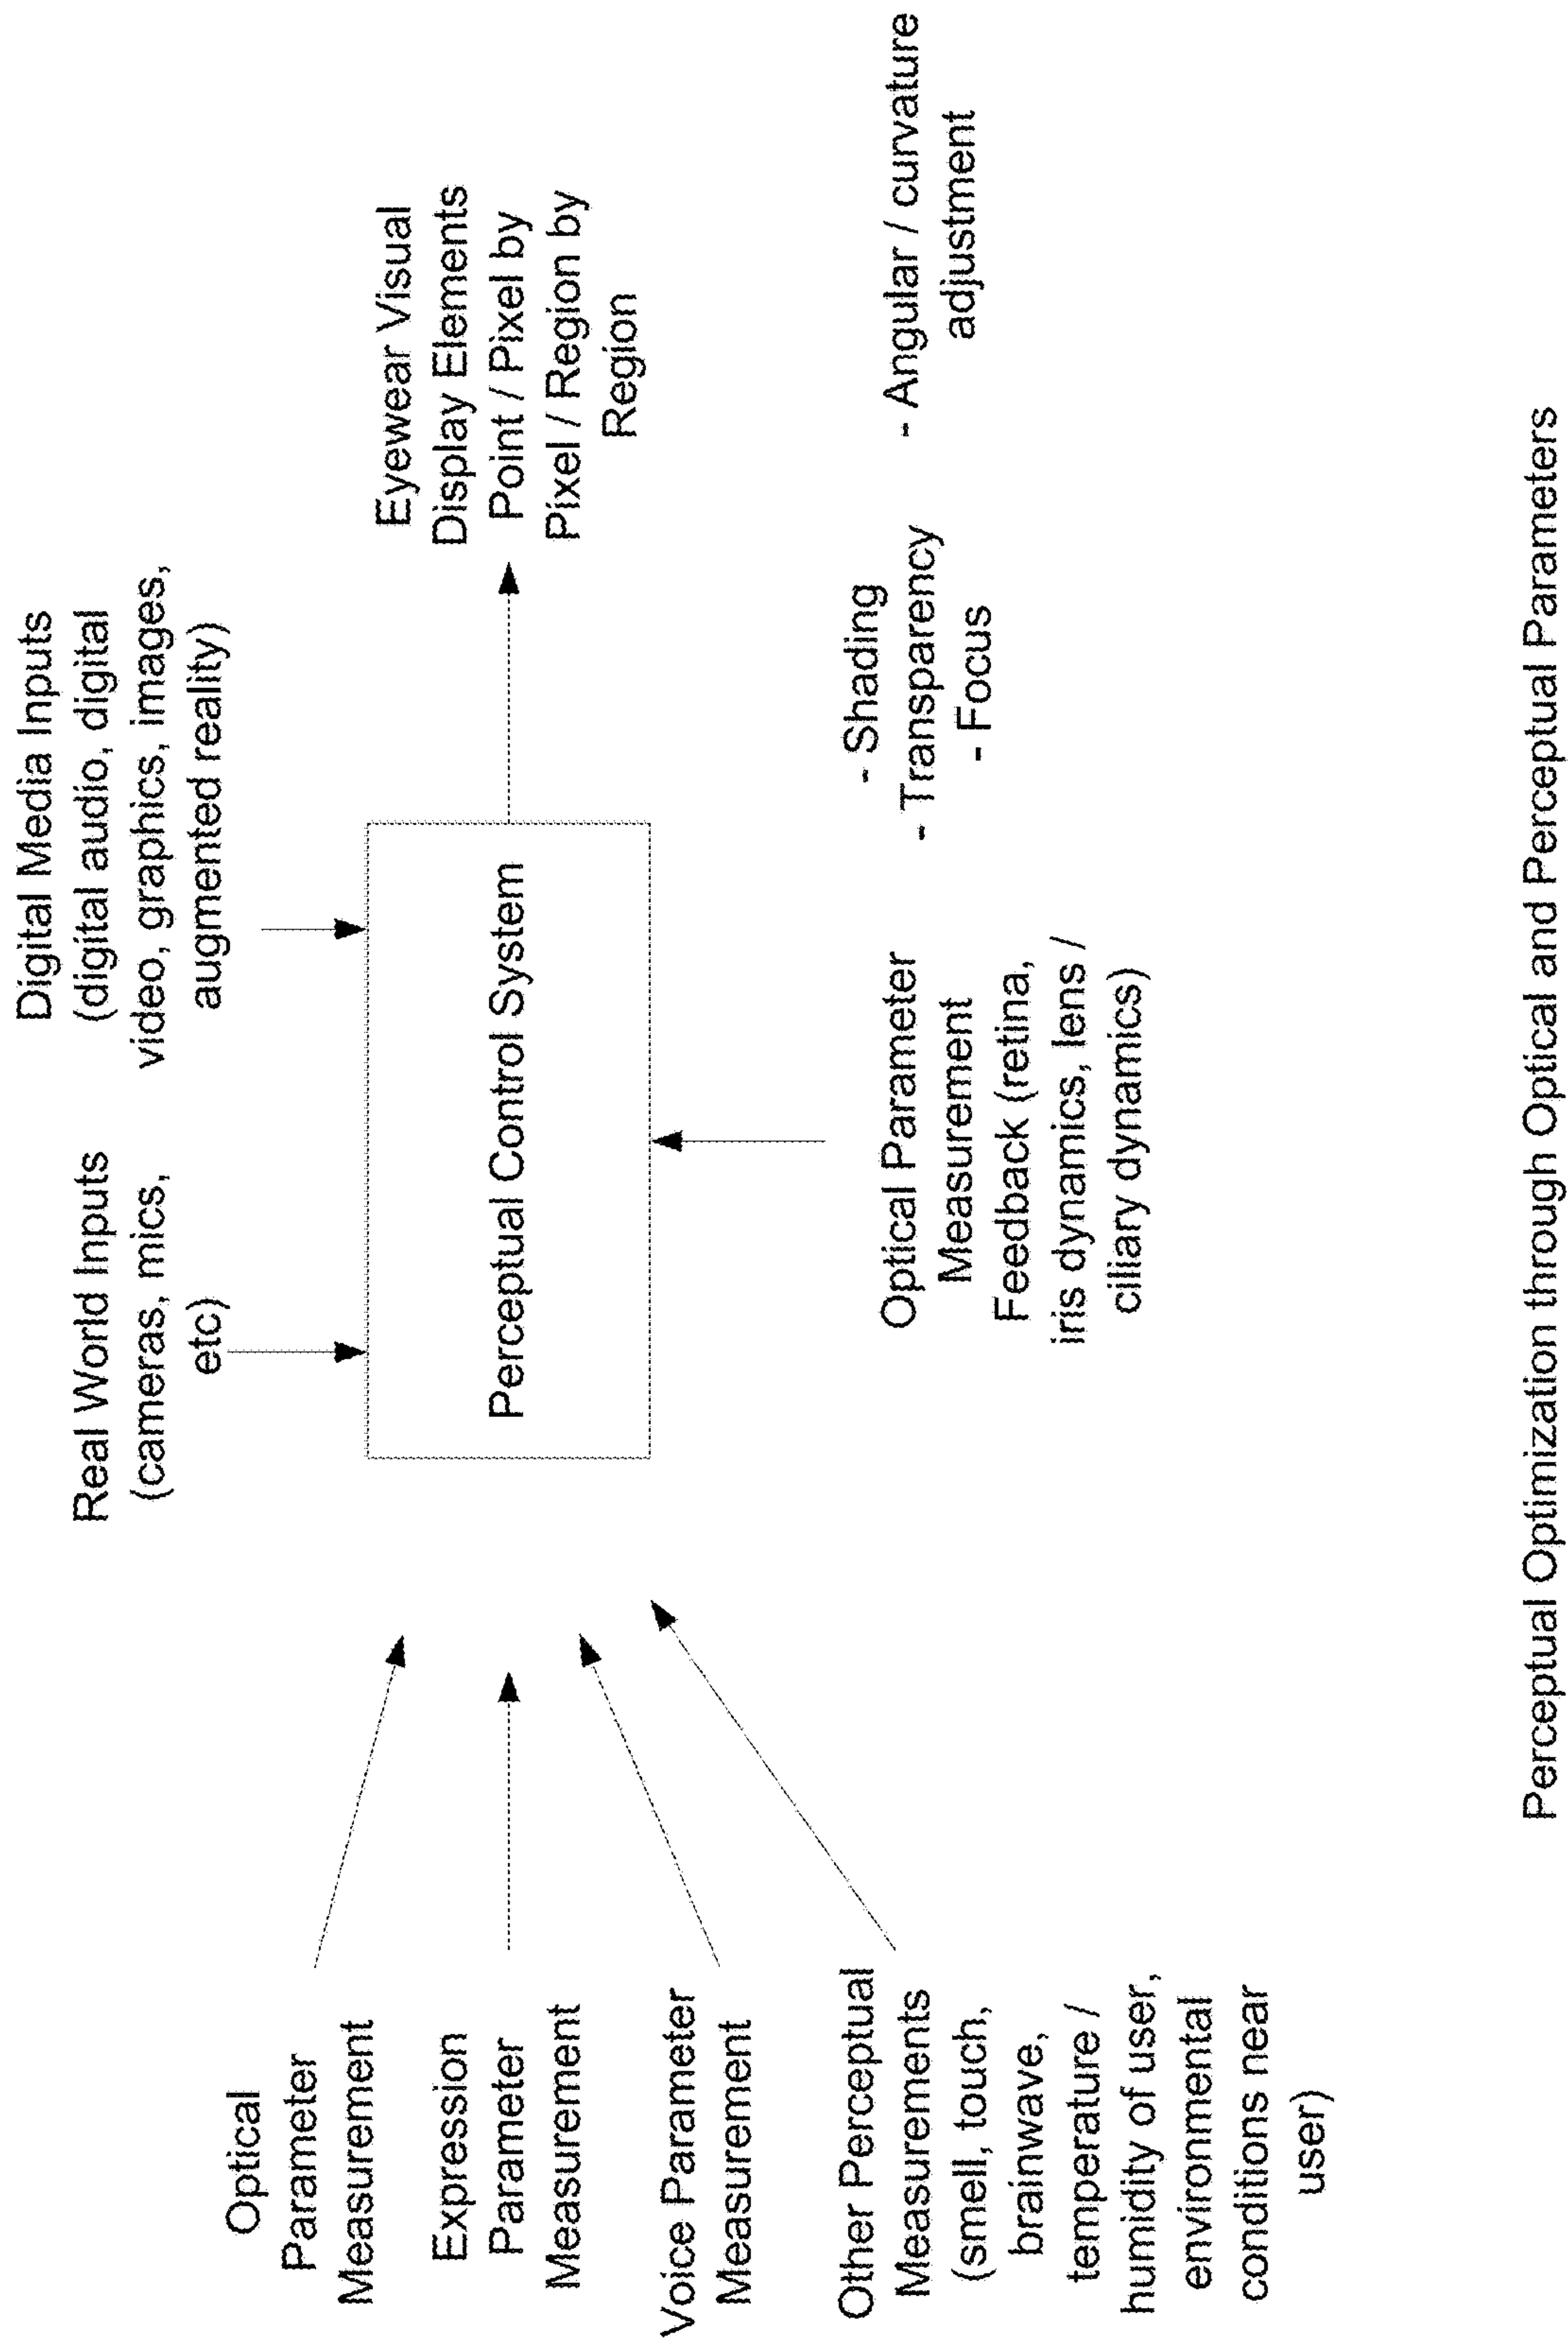 Real World Inputs
(cameras, mics,
etc)
Digital Media Inputs
(digital audio, digital
video, graphics, images,
augmented reality)
Optical
Parameter
Measurement
Expression
Parameter
Measurement
Voice Parameter
Measurement
Other Perceptual
Measurements
(smell, touch,
brainwave,
temperature /
humidity of user,
environmental
conditions near
user)
Perceptual Control System
Eyewear Visual
Display Elements
Point / Pixel by
Pixel / Region by
Region
Optical Parameter
Measurement
Feedback (retina,
iris dynamics, lens /
ciliary dynamics)
- Shading
- Transparency
- Focus
- Angular / curvature
adjustment
Perceptual Optimization through Optical and Perceptual Parameters